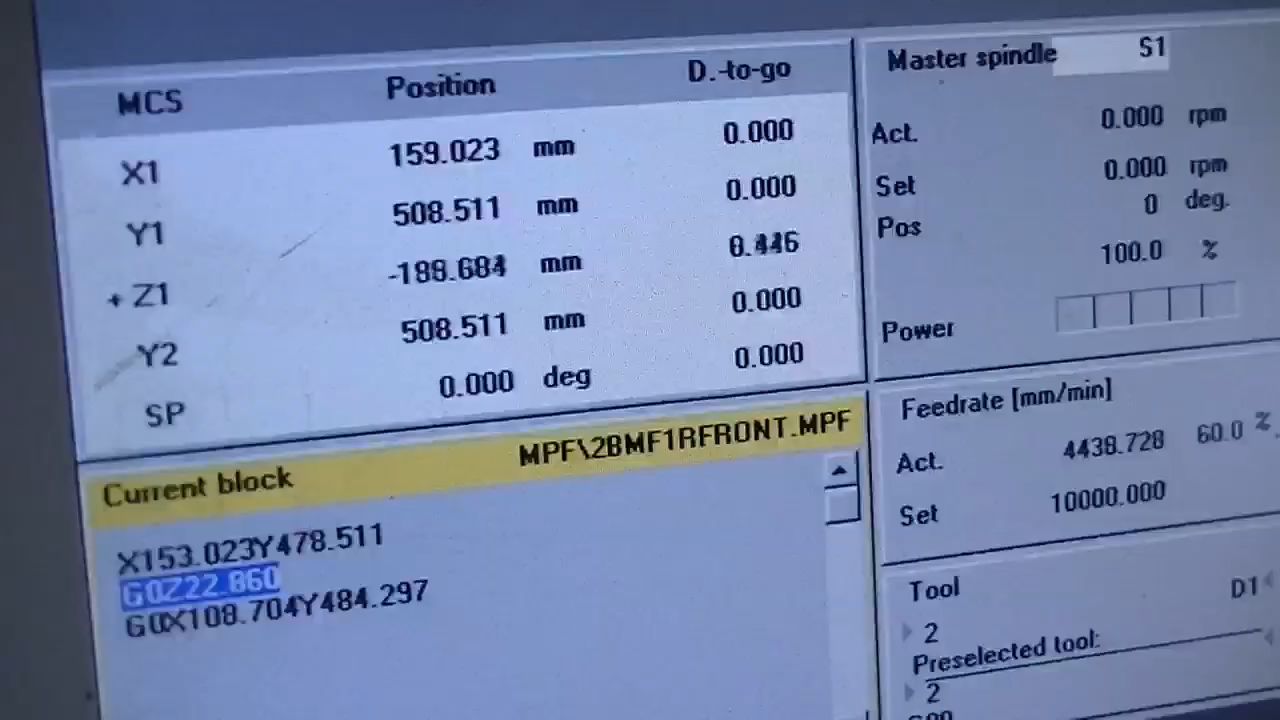 MCS Position D.-to-go
X1 159.023 mm 0.000
Y1 508.511 mm 0.000
+ Z1 mm
Y2 508.511 mm 0.000
SP 0.000 deg 0.000
Master spindle S1
Act. 0.000 rpm
Set 0.000 rpm
Pos 0 deg.
100.0 %
Power
Feedrate [mm/min]
Act. 4438.728 60.0 %
Set 10000.000
Current block MPF\2BMF1RFRONT.MPF
X153.023Y478.511
G0Z22.860
G0X108.704Y484.297
Tool D1
2
Preselected tool:
2